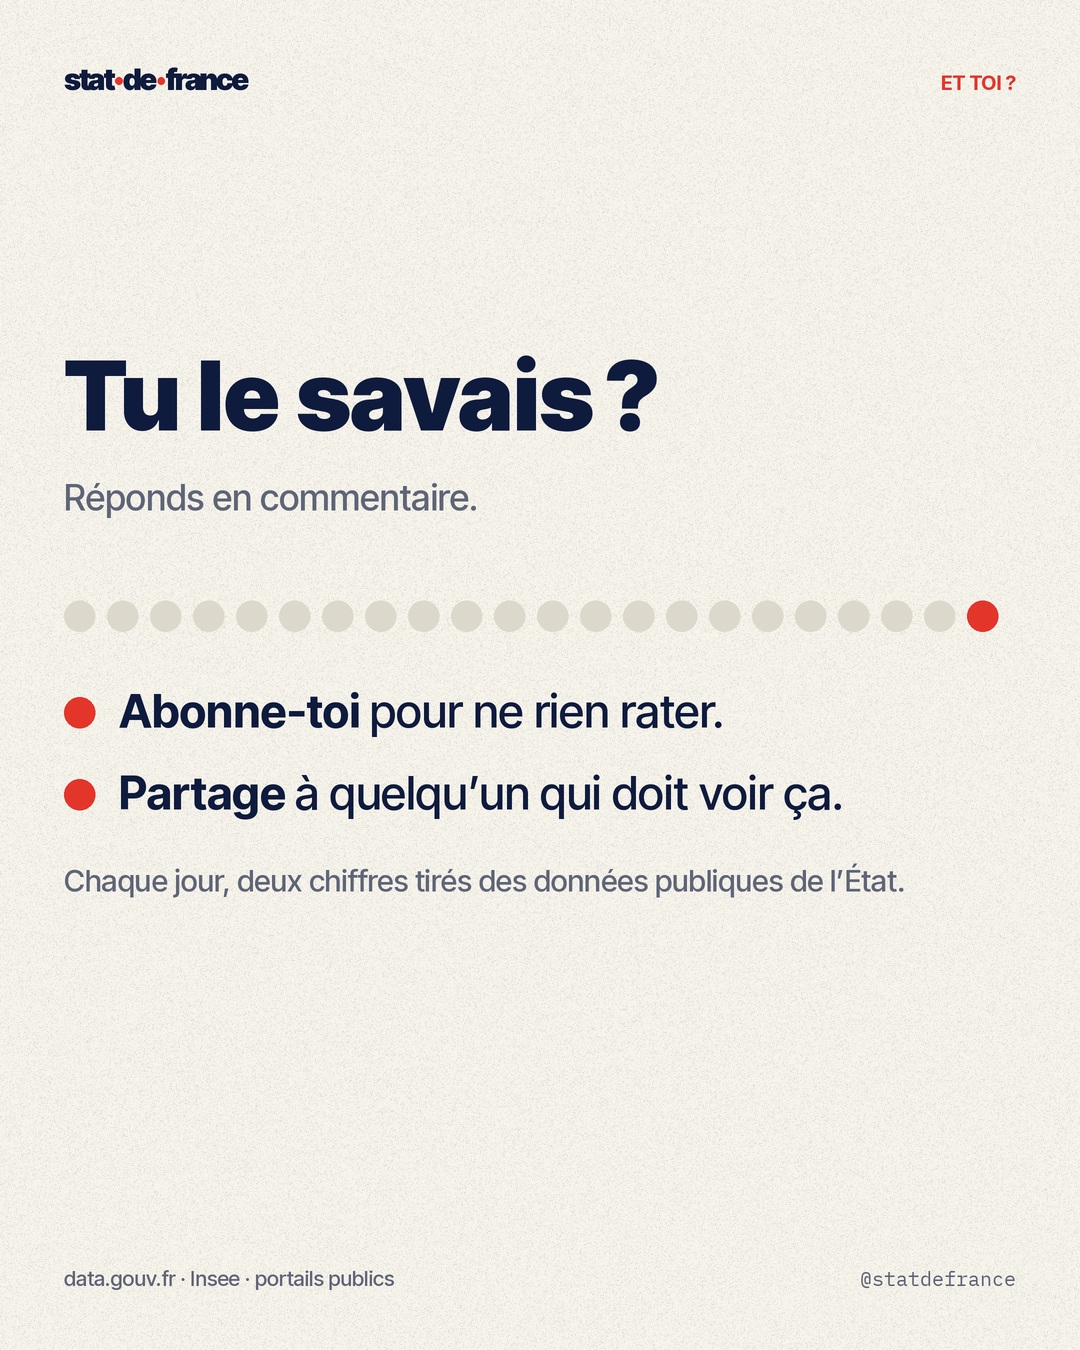 stat·de·france
ET TOI ?
Tu le savais ?
Réponds en commentaire.
Abonne-toi pour ne rien rater.
Partage à quelqu’un qui doit voir ça.
Chaque jour, deux chiffres tirés des données publiques de l’État.
data.gouv.fr · Insee · portails publics
@statdefrance